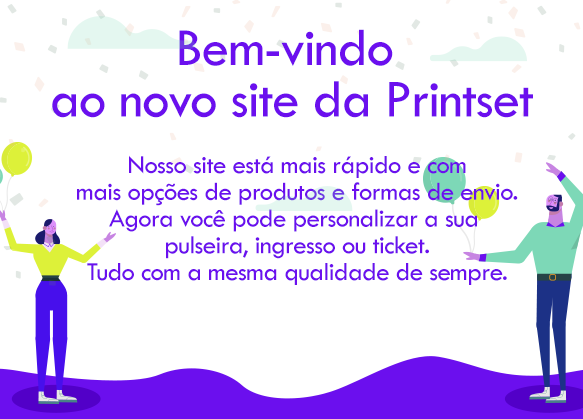 Bem-vindo
ao novo site da Printset
Nosso site está mais rápido e com
mais opções de produtos e formas de envio.
Agora você pode personalizar a sua
pulseira, ingresso ou ticket.
Tudo com a mesma qualidade de sempre.